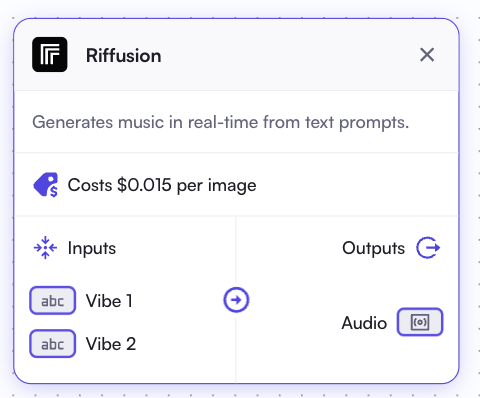 Riffusion
Generates music in real-time from text prompts.
Costs $0.015 per image
Inputs
Outputs
abc Vibe 1
Audio
abc Vibe 2